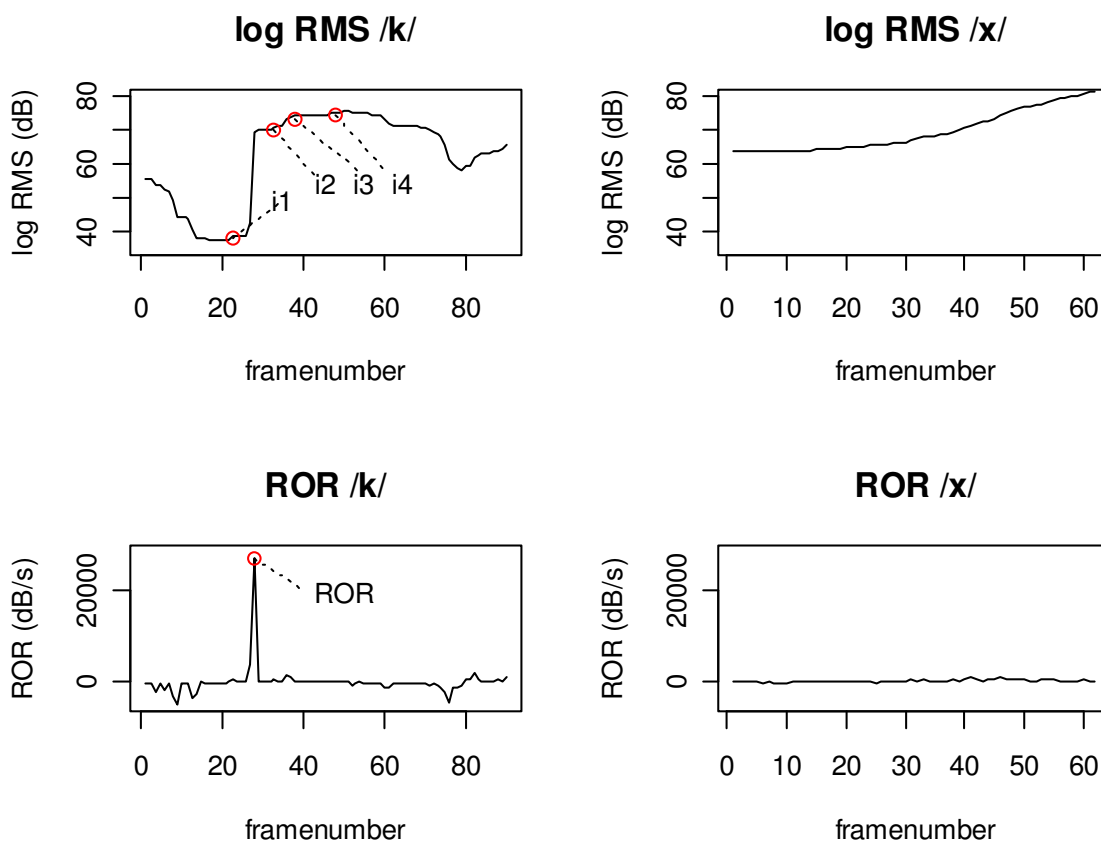 log RMS /k/
log RMS (dB)
80
60
40
i1
i2
i3
i4
0
20
40
60
80
framenumber
log RMS /x/
log RMS (dB)
80
60
40
0
10
20
30
40
50
60
framenumber
ROR /k/
ROR (dB/s)
20000
0
ROR
0
20
40
60
80
framenumber
ROR /x/
ROR (dB/s)
20000
0
0
10
20
30
40
50
60
framenumber